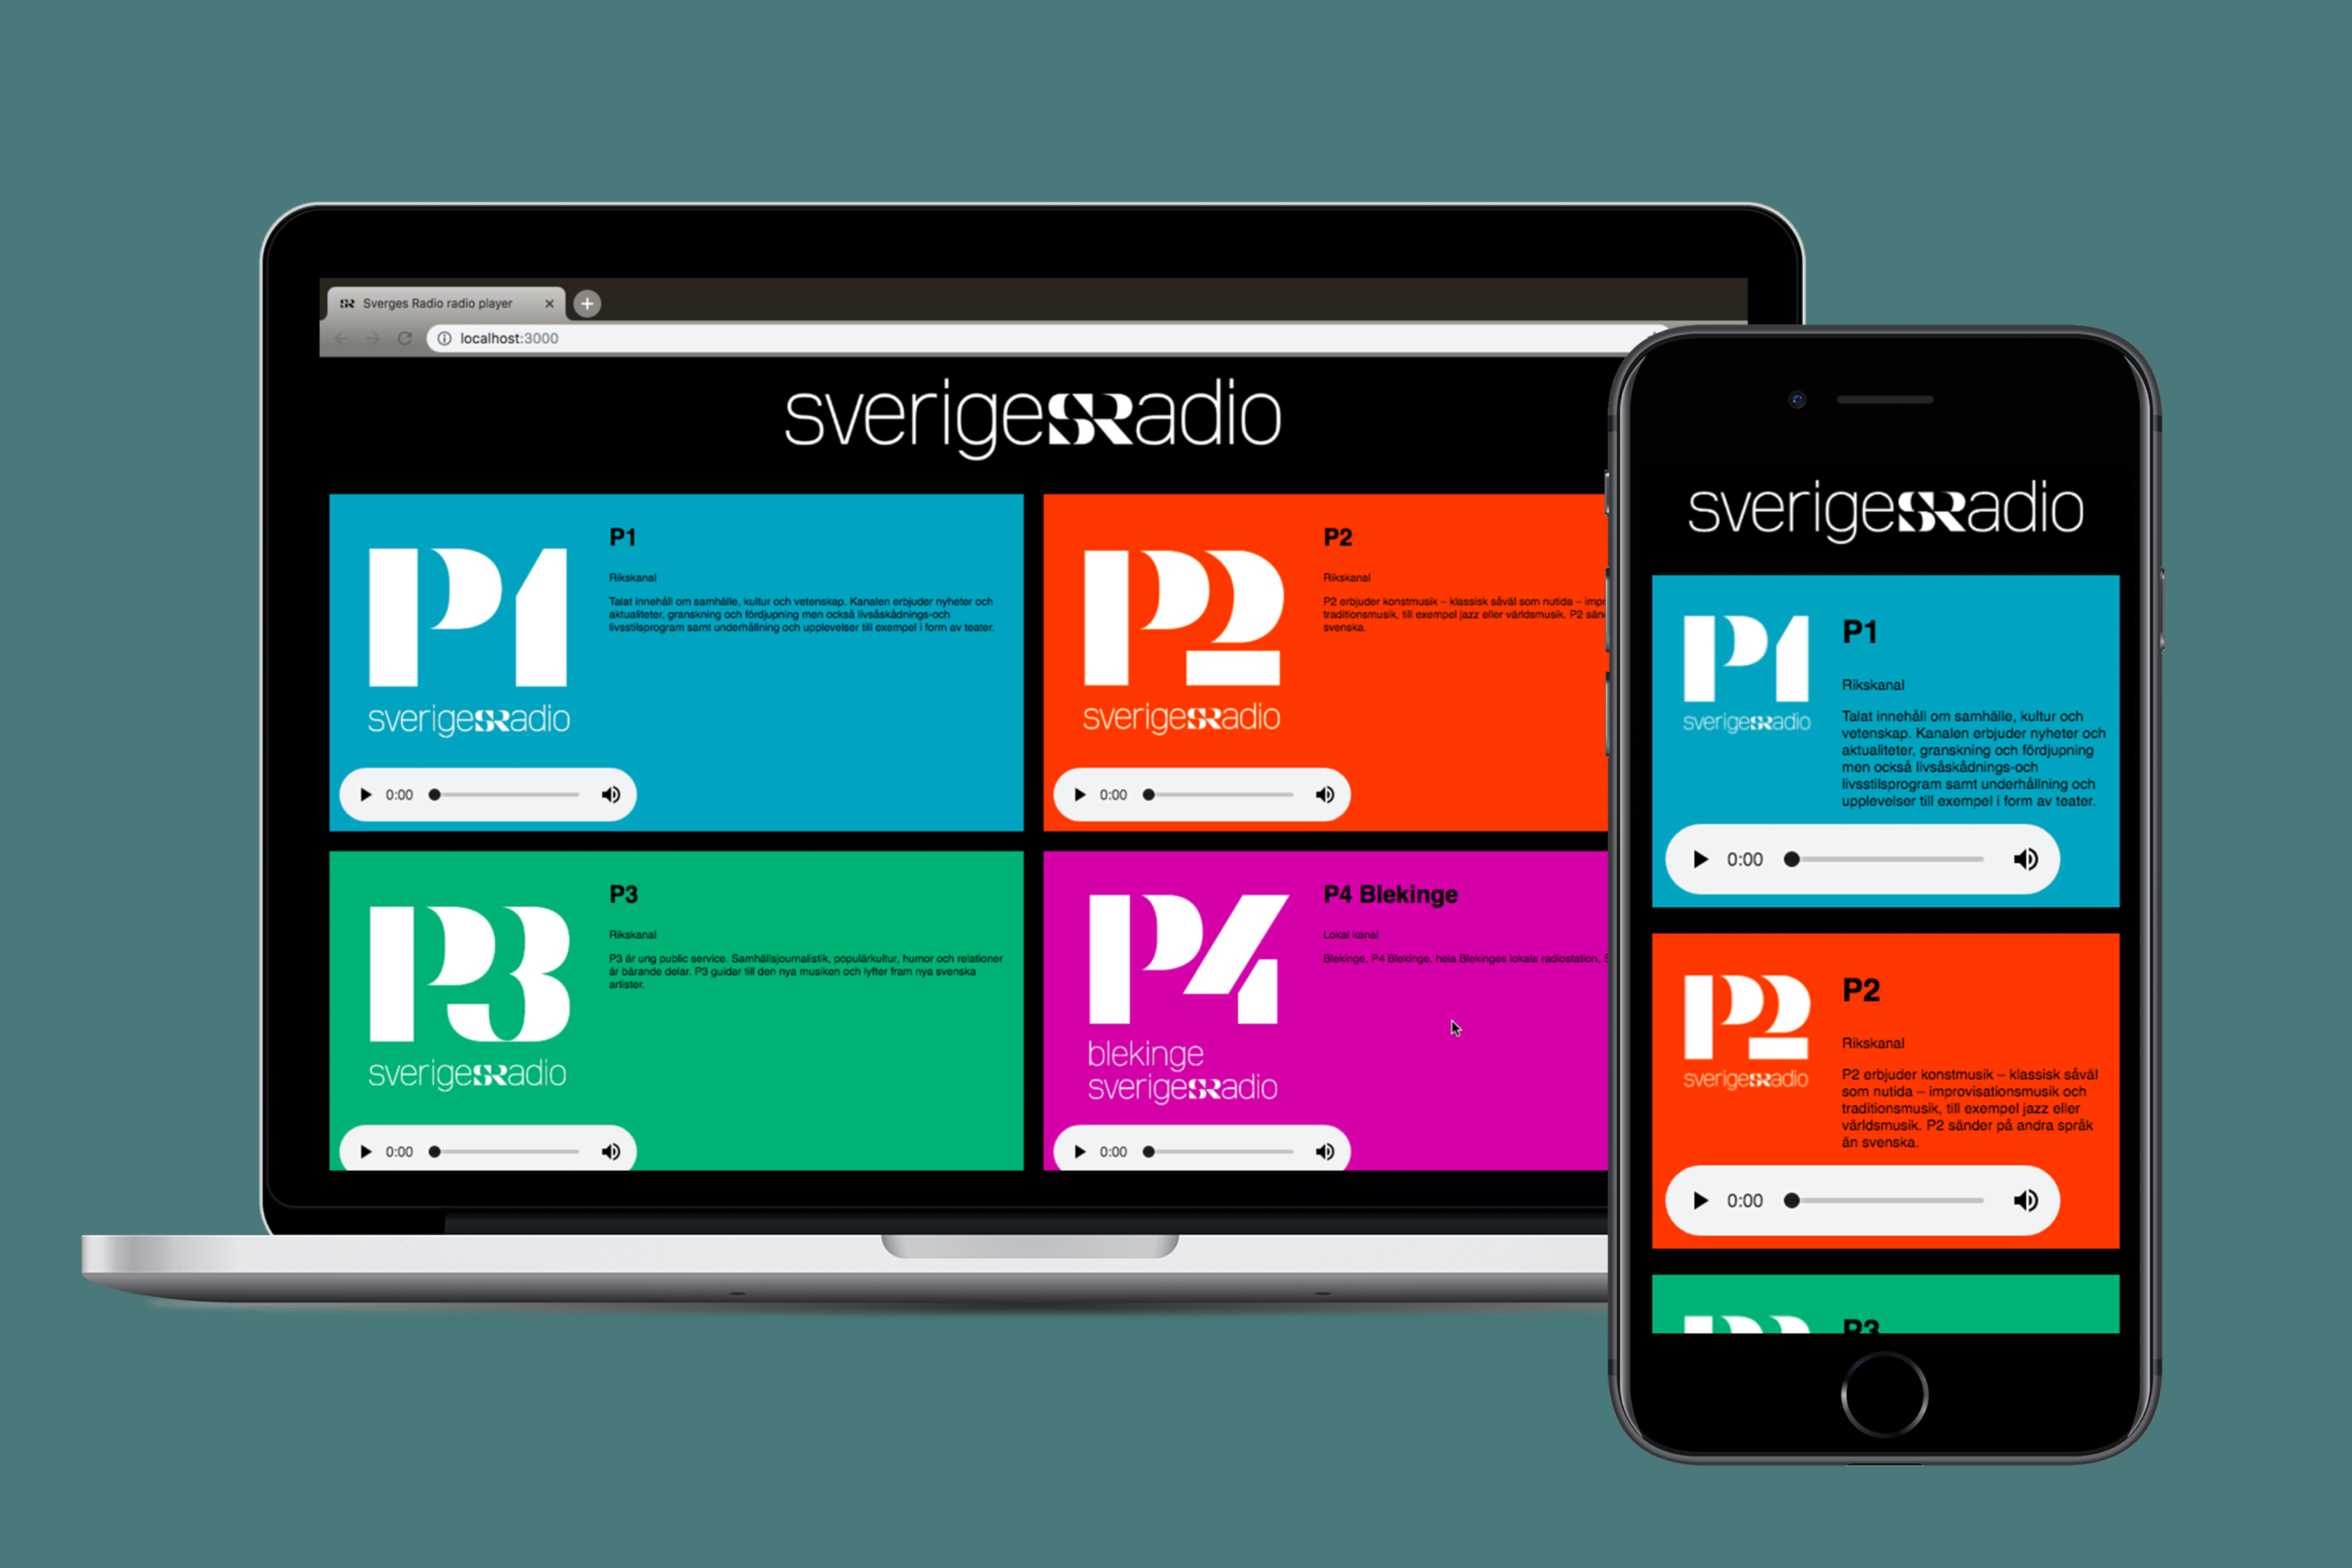 SR Sverges Radio radio player
localhost:3000
sverigeSRadio
P1
sverigeSRadio
P1
Rikskanal
Talat innehåll om samhälle, kultur och vetenskap. Kanalen erbjuder nyheter och
aktualiteter, granskning och fördjupning men också livsåskådnings-och
livsstilsprogram samt underhållning och upplevelser till exempel i form av teater.
0:00
P2
sverigeSRadio
P2
Rikskanal
P2 erbjuder konstmusik – klassisk såväl som nutida – impr
traditionsmusik, till exempel jazz eller världsmusik. P2 sän
svenska.
0:00
P3
sverigeSRadio
P3
Rikskanal
P3 är ung public service. Samhällsjournalistik, populärkultur, humor och relationer
är bärande delar. P3 guidar till den nya musiken och lyfter fram nya svenska
artister.
0:00
P4
blekinge
sverigeSRadio
P4 Blekinge
Lokal kanal
Blekinge, P4 Blekinge, hela Blekinges lokala radiostation, S
0:00
sverigeSRadio
P1
sverigeSRadio
P1
Rikskanal
Talat innehåll om samhälle, kultur och
vetenskap. Kanalen erbjuder nyheter och
aktualiteter, granskning och fördjupning
men också livsåskådnings-och
livsstilsprogram samt underhållning och
upplevelser till exempel i form av teater.
0:00
P2
sverigeSRadio
P2
Rikskanal
P2 erbjuder konstmusik – klassisk såväl
som nutida – improvisationsmusik och
traditionsmusik, till exempel jazz eller
världsmusik. P2 sänder på andra språk
än svenska.
0:00
P3
P3